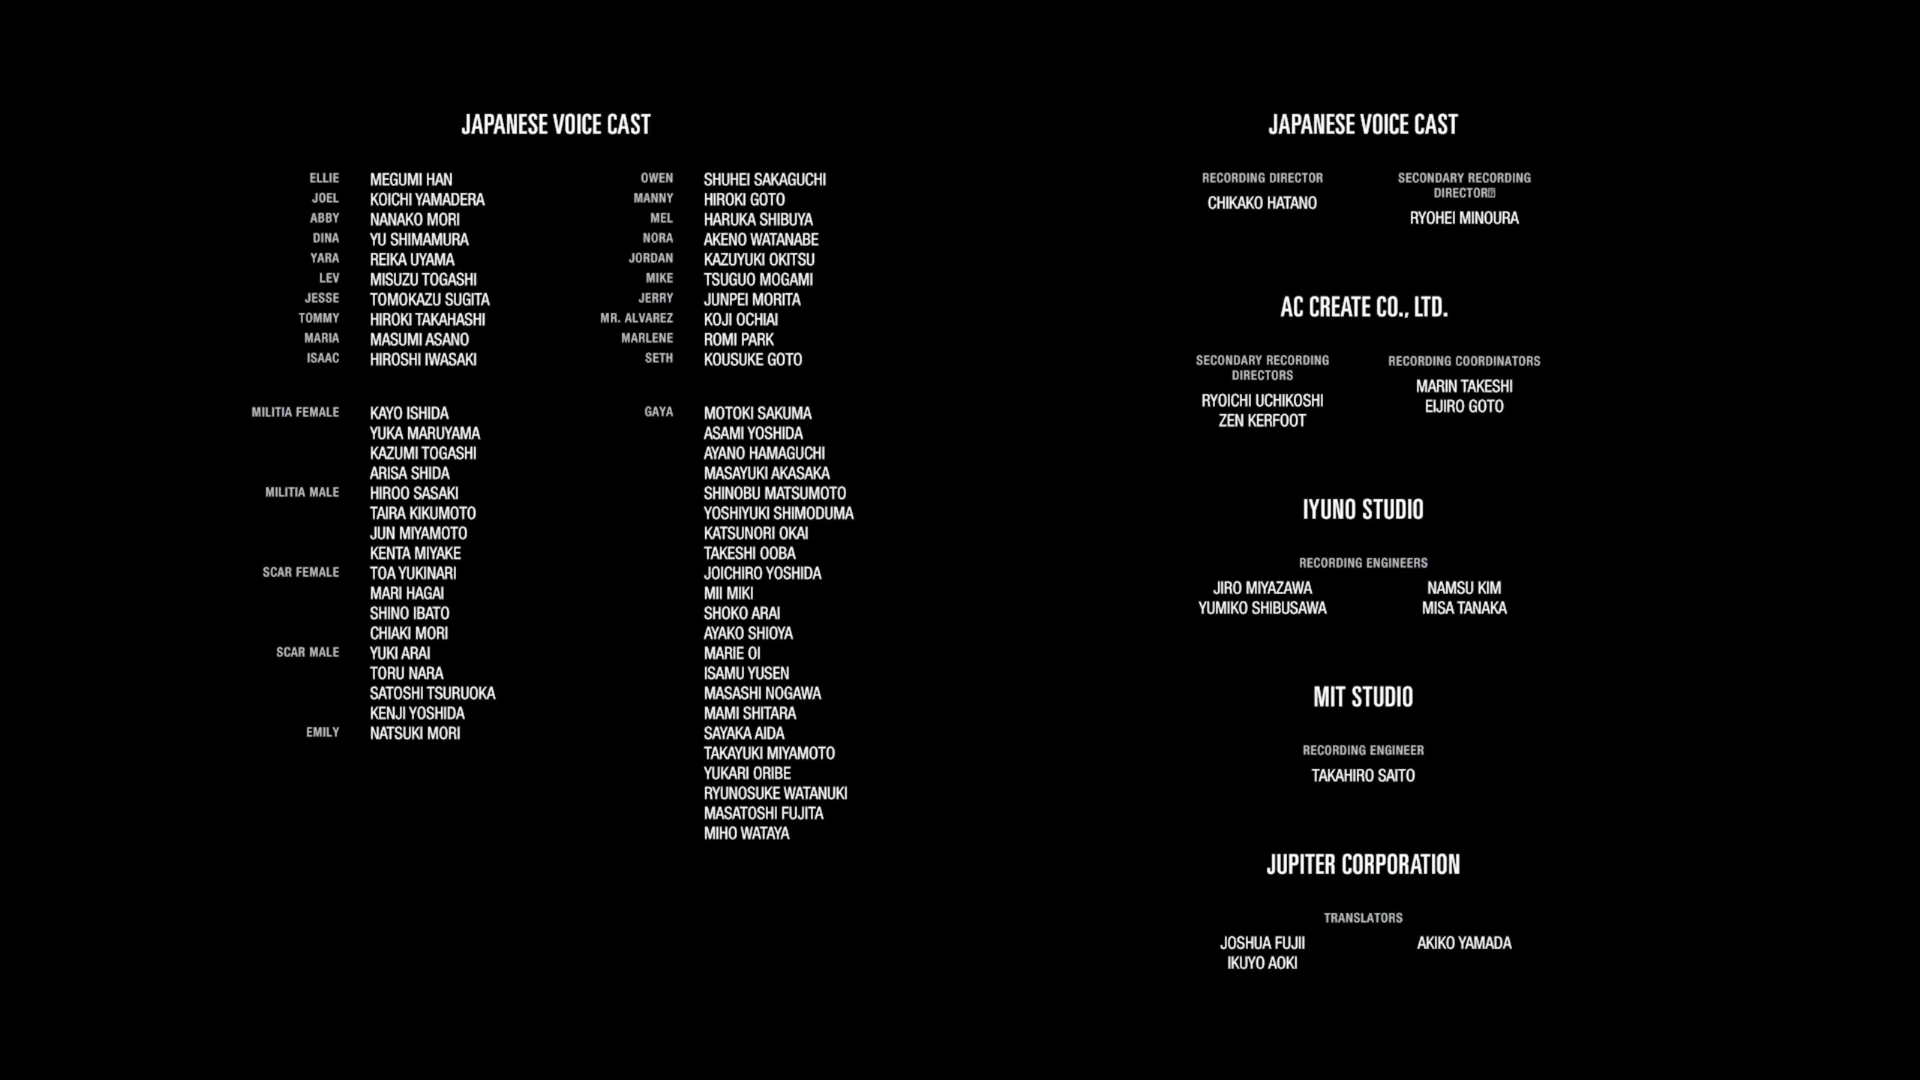 JAPANESE VOICE CAST
ELLIE MEGUMI HAN
JOEL KOICHI YAMADERA
ABBY NANAKO MORI
DINA YU SHIMAMURA
YARA REIKA UYAMA
LEV MISUZU TOGASHI
JESSE TOMOKAZU SUGITA
TOMMY HIROKI TAKAHASHI
MARIA MASUMI ASANO
ISAAC HIROSHI IWASAKI
OWEN SHUHEI SAKAGUCHI
MANNY HIROKI GOTO
MEL HARUKA SHIBUYA
NORA AKENO WATANABE
JORDAN KAZUYUKI OKITSU
MIKE TSUGUO MOGAMI
JERRY JUNPEI MORITA
MR. ALVAREZ KOJI OCHIAI
MARLENE ROMI PARK
SETH KOUSUKE GOTO
MILITIA FEMALE KAYO ISHIDA
YUKA MARUYAMA
KAZUMI TOGASHI
ARISA SHIDA
MILITIA MALE HIROO SASAKI
TAIRA KIKUMOTO
JUN MIYAMOTO
KENTA MIYAKE
SCAR FEMALE TOA YUKINARI
MARI HAGAI
SHINO IBATO
CHIAKI MORI
SCAR MALE YUKI ARAI
TORU NARA
SATOSHI TSURUOKA
KENJI YOSHIDA
EMILY NATSUKI MORI
GAYA MOTOKI SAKUMA
ASAMI YOSHIDA
AYANO HAMAGUCHI
MASAYUKI AKASAKA
SHINOBU MATSUMOTO
YOSHIYUKI SHIMODUMA
KATSUNORI OKAI
TAKESHI OOBA
JOICHIRO YOSHIDA
MII MIKI
SHOKO ARAI
AYAKO SHIOYA
MARIE OI
ISAMU YUSEN
MASASHI NOGAWA
MAMI SHITARA
SAYAKA AIDA
TAKAYUKI MIYAMOTO
YUKARI ORIBE
RYUNOSUKE WATANUKI
MASATOSHI FUJITA
MIHO WATAYA
JAPANESE VOICE CAST
RECORDING DIRECTOR
CHIKAKO HATANO
SECONDARY RECORDING
DIRECTOR
RYOHEI MINOURA
AC CREATE CO., LTD.
SECONDARY RECORDING
DIRECTORS
RYOICHI UCHIKOSHI
ZEN KERFOOT
RECORDING COORDINATORS
MARIN TAKESHI
EIJIRO GOTO
IYUNO STUDIO
RECORDING ENGINEERS
JIRO MIYAZAWA NAMSU KIM
YUMIKO SHIBUSAWA MISA TANAKA
MIT STUDIO
RECORDING ENGINEER
TAKAHIRO SAITO
JUPITER CORPORATION
TRANSLATORS
JOSHUA FUJII AKIKO YAMADA
IKUYO AOKI